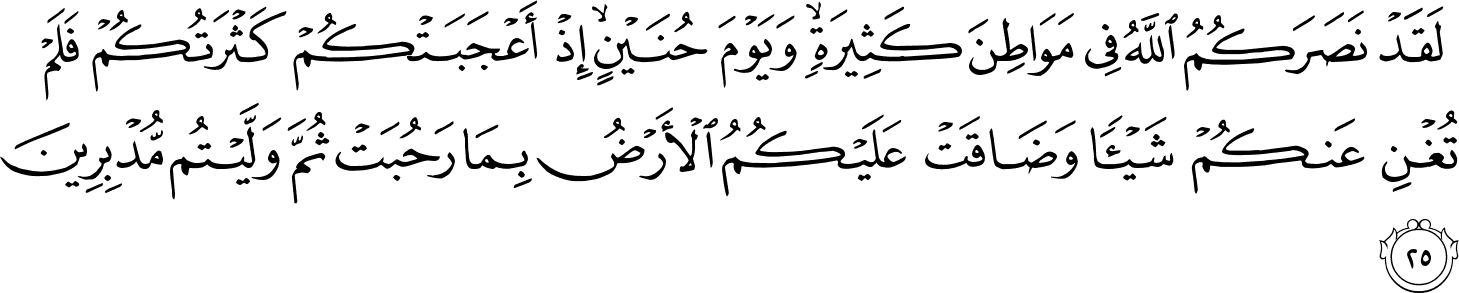 لَقَدْ نَصَرَكُمُ ٱللَّهُ فِى مَوَاطِنَ كَثِيرَةٍۙ وَيَوْمَ حُنَيْنٍۙ إِذْ أَعْجَبَتْكُمْ كَثْرَتُكُمْ فَلَمْ
تُغْنِ عَنكُمْ شَيْـًٔا وَضَاقَتْ عَلَيْكُمُ ٱلْأَرْضُ بِمَا رَحُبَتْ ثُمَّ وَلَّيْتُم مُّدْبِرِينَ
٢٥